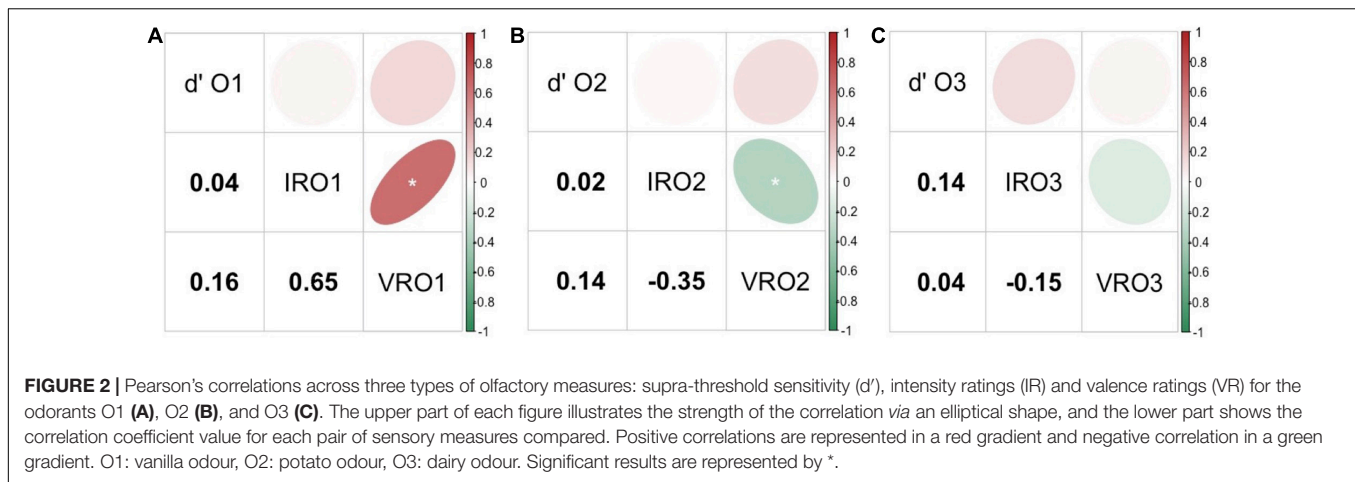 A
B
C
d' O1
1
0.8
0.6
0.4
0.2
0
-0.2
-0.4
-0.6
-0.8
-1
0.04
IRO1
*
0.16
0.65
VRO1
d' O2
1
0.8
0.6
0.4
0.2
0
-0.2
-0.4
-0.6
-0.8
-1
0.02
IRO2
*
0.14
-0.35
VRO2
d' O3
1
0.8
0.6
0.4
0.2
0
-0.2
-0.4
-0.6
-0.8
-1
0.14
IRO3
0.04
-0.15
VRO3
FIGURE 2 | Pearson's correlations across three types of olfactory measures: supra-threshold sensitivity (d′), intensity ratings (IR) and valence ratings (VR) for the
odorants O1 (A), O2 (B), and O3 (C). The upper part of each figure illustrates the strength of the correlation via an elliptical shape, and the lower part shows the
correlation coefficient value for each pair of sensory measures compared. Positive correlations are represented in a red gradient and negative correlation in a green
gradient. O1: vanilla odour, O2: potato odour, O3: dairy odour. Significant results are represented by *.